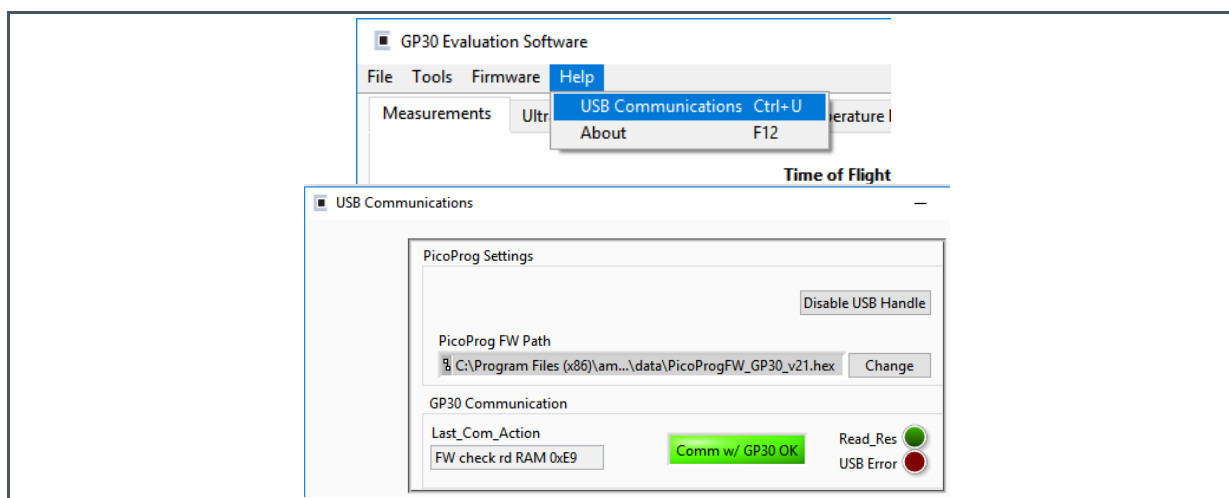 GP30 Evaluation Software
File Tools Firmware Help
Measurements Ultr
USB Communications Ctrl+U
About F12
perature
Time of Flight
USB Communications
PicoProg Settings
Disable USB Handle
PicoProg FW Path
C:\Program Files (x86)\am...\data\PicoProgFW_GP30_v21.hex Change
GP30 Communication
Last_Com_Action
FW check rd RAM 0xE9
Comm w/ GP30 OK
Read_Res
USB Error